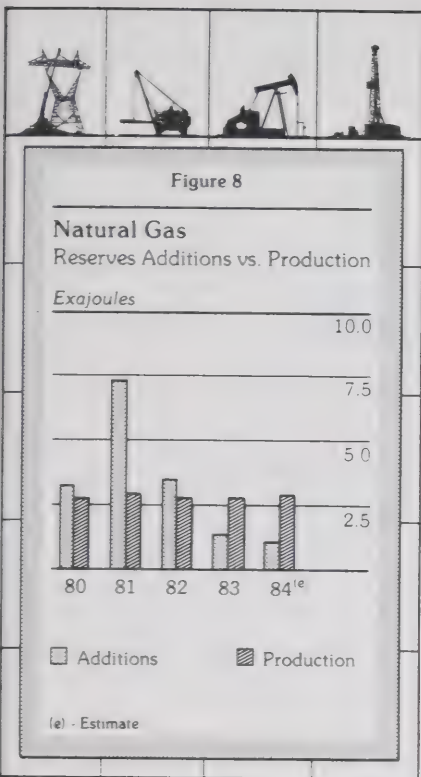 Figure 8
Natural Gas
Reserves Additions vs. Production
Exajoules
10.0
7.5
5.0
2.5
80 81 82 83 84(e
Additions Production
(e) - Estimate